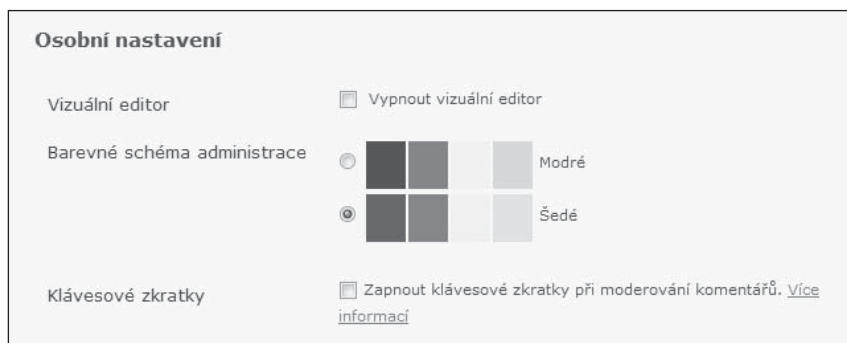 Osobní nastavení
Vizuální editor
Vypnout vizuální editor
Barevné schéma administrace
Modré
Šedé
Klávesové zkratky
Zapnout klávesové zkratky při moderování komentářů. Více
informací